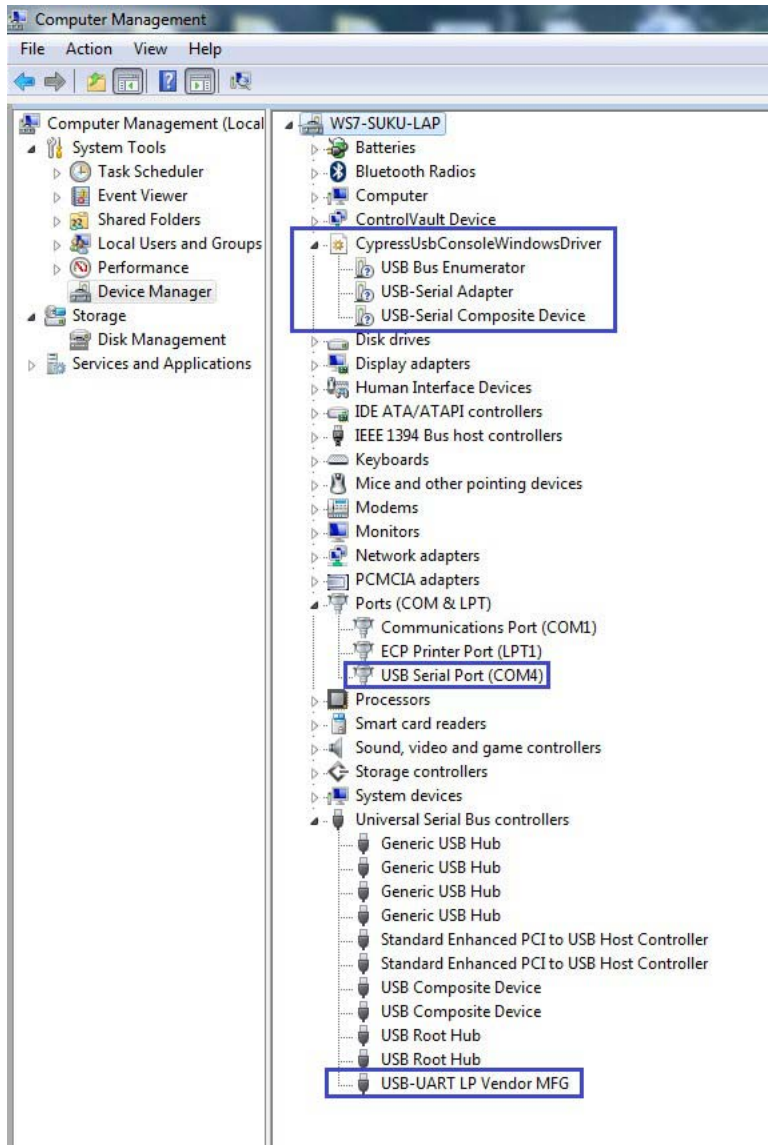 Computer Management
File Action View Help
Computer Management (Local
System Tools
Task Scheduler
Event Viewer
Shared Folders
Local Users and Groups
Performance
Device Manager
Storage
Disk Management
Services and Applications
WS7-SUKU-LAP
Batteries
Bluetooth Radios
Computer
ControlVault Device
CypressUsbConsoleWindowsDriver
USB Bus Enumerator
USB-Serial Adapter
USB-Serial Composite Device
Disk drives
Display adapters
Human Interface Devices
IDE ATA/ATAPI controllers
IEEE 1394 Bus host controllers
Keyboards
Mice and other pointing devices
Modems
Monitors
Network adapters
PCMCIA adapters
Ports (COM & LPT)
Communications Port (COM1)
ECP Printer Port (LPT1)
USB Serial Port (COM4)
Processors
Smart card readers
Sound, video and game controllers
Storage controllers
System devices
Universal Serial Bus controllers
Generic USB Hub
Generic USB Hub
Generic USB Hub
Generic USB Hub
Standard Enhanced PCI to USB Host Controller
Standard Enhanced PCI to USB Host Controller
USB Composite Device
USB Composite Device
USB Root Hub
USB Root Hub
USB-UART LP Vendor MFG